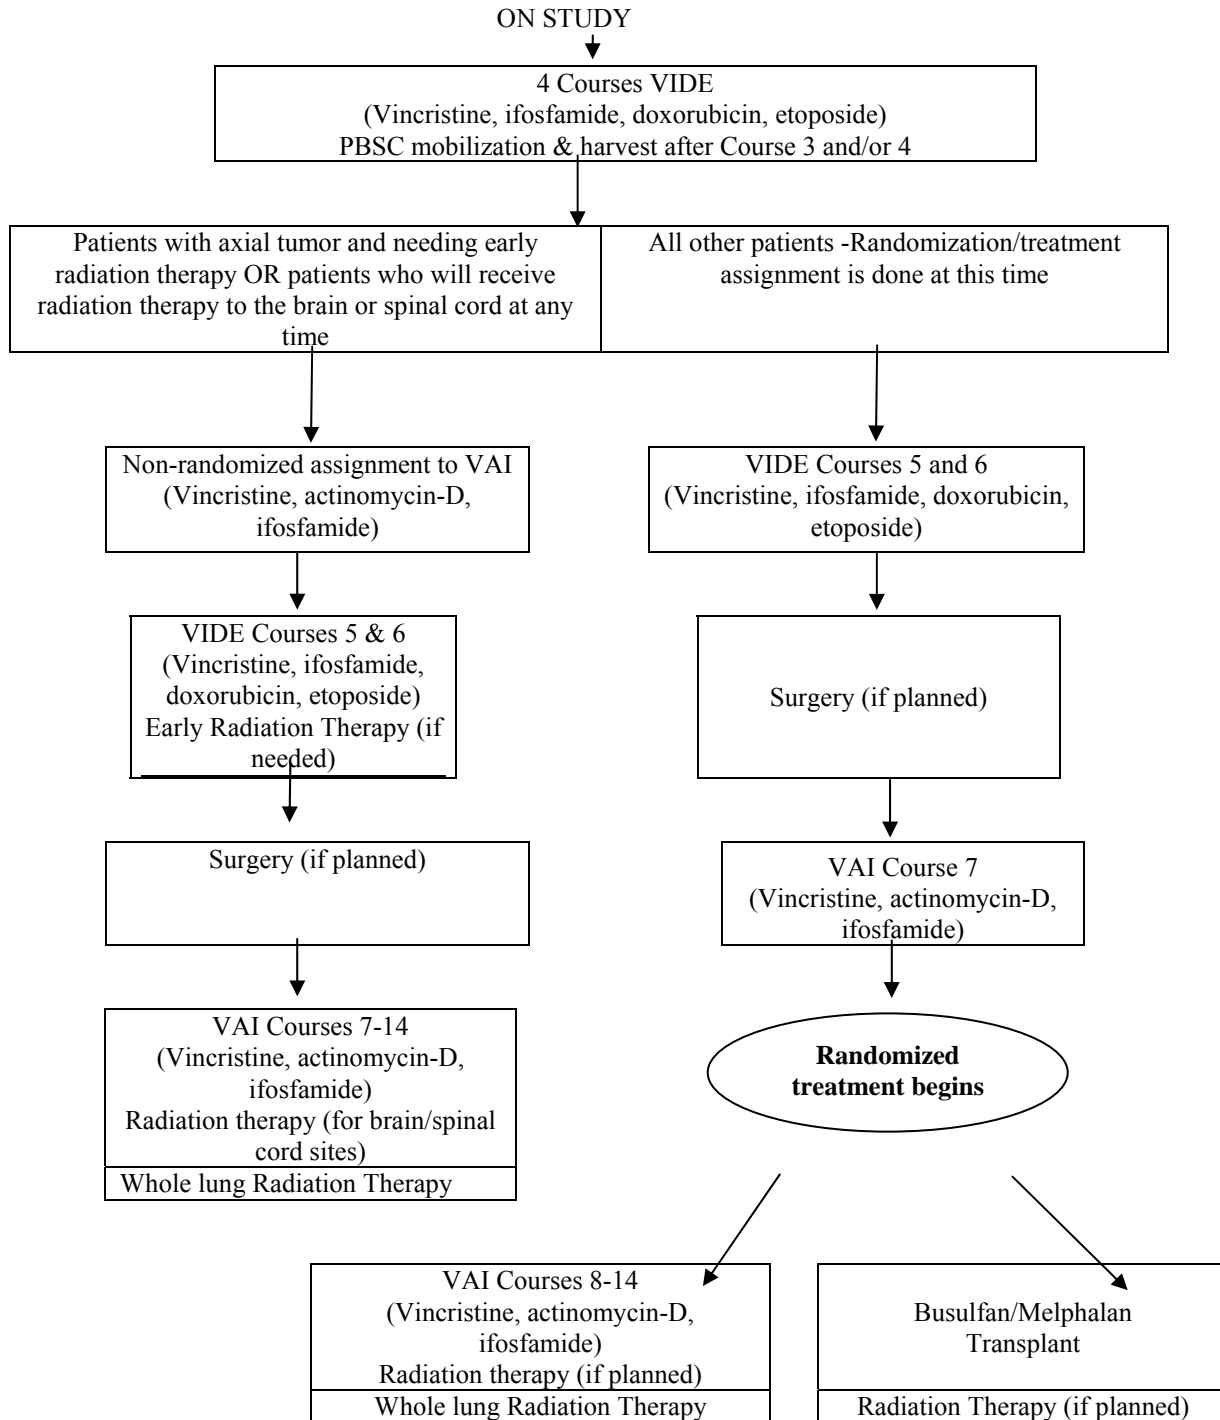 ON STUDY
4 Courses VIDE
(Vincristine, ifosfamide, doxorubicin, etoposide)
PBSC mobilization & harvest after Course 3 and/or 4
Patients with axial tumor and needing early
radiation therapy OR patients who will receive
radiation therapy to the brain or spinal cord at any
time
All other patients -Randomization/treatment
assignment is done at this time
Non-randomized assignment to VAI
(Vincristine, actinomycin-D,
ifosfamide)
VIDE Courses 5 and 6
(Vincristine, ifosfamide, doxorubicin,
etoposide)
VIDE Courses 5 & 6
(Vincristine, ifosfamide,
doxorubicin, etoposide)
Early Radiation Therapy (if
needed)
Surgery (if planned)
Surgery (if planned)
VAI Course 7
(Vincristine, actinomycin-D,
ifosfamide)
VAI Courses 7-14
(Vincristine, actinomycin-D,
ifosfamide)
Radiation therapy (for brain/spinal
cord sites)
Whole lung Radiation Therapy
Randomized
treatment begins
VAI Courses 8-14
(Vincristine, actinomycin-D,
ifosfamide)
Radiation therapy (if planned)
Whole lung Radiation Therapy
Busulfan/Melphalan
Transplant
Radiation Therapy (if planned)